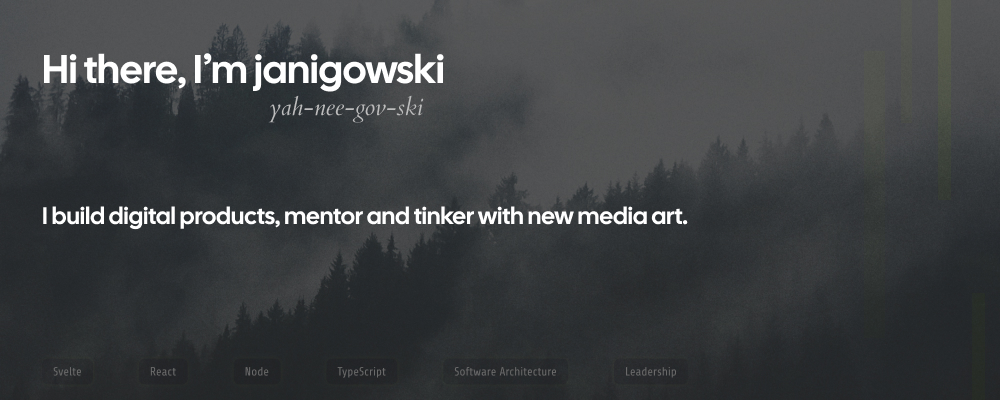 Hi there, I’m janigowski
yah-nee-gov-ski
I build digital products, mentor and tinker with new media art.
Svelte React Node TypeScript Software Architecture Leadership